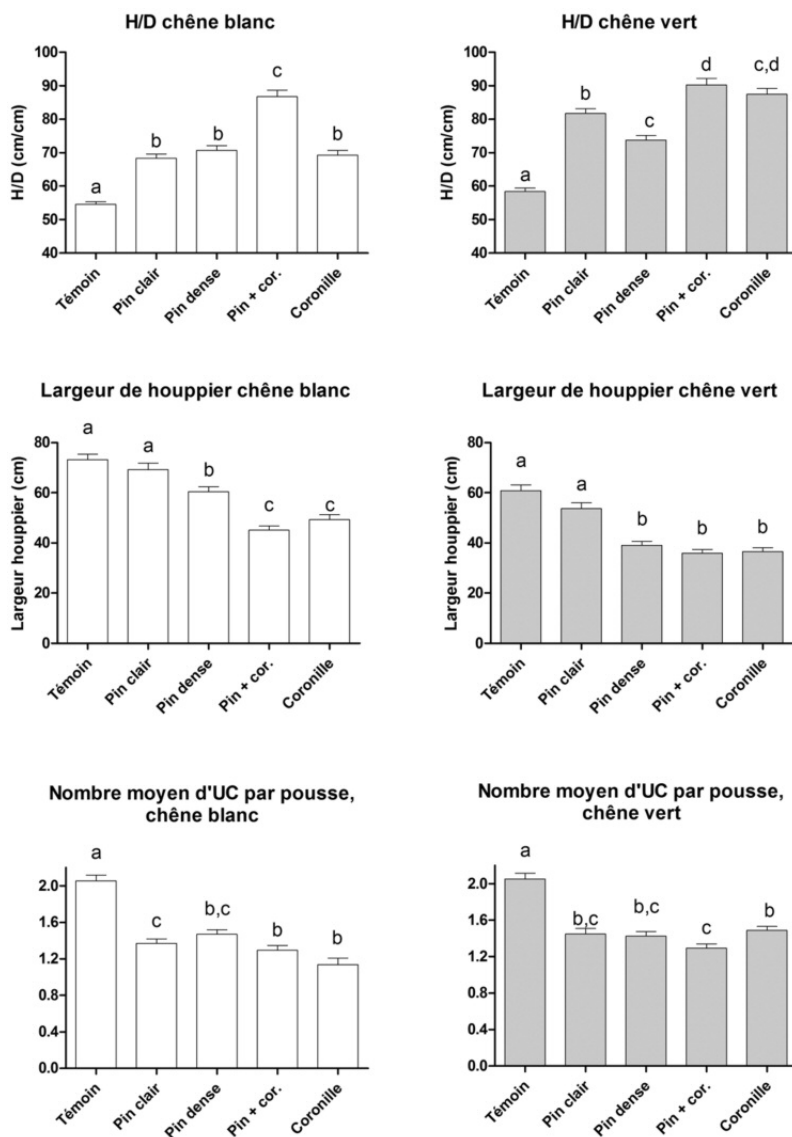 H/D chêne blanc
H/D (cm/cm)
100
90
80
70
60
50
40
a
b
b
c
b
Témoin
Pin clair
Pin dense
Pin + cor.
Coronille
H/D chêne vert
H/D (cm/cm)
100
90
80
70
60
50
40
a
b
c
d
c,d
Témoin
Pin clair
Pin dense
Pin + cor.
Coronille
Largeur de houppier chêne blanc
Largeur houppier (cm)
80
60
40
20
0
a
a
b
c
c
Témoin
Pin clair
Pin dense
Pin + cor.
Coronille
Largeur de houppier chêne vert
Largeur houppier (cm)
80
60
40
20
0
a
a
b
b
b
Témoin
Pin clair
Pin dense
Pin + cor.
Coronille
Nombre moyen d'UC par pousse,
chêne blanc
2.0
1.6
1.2
0.8
0.4
0.0
a
c
b,c
b
b
Témoin
Pin clair
Pin dense
Pin + cor.
Coronille
Nombre moyen d'UC par pousse,
chêne vert
2.0
1.6
1.2
0.8
0.4
0.0
a
b,c
b,c
c
b
Témoin
Pin clair
Pin dense
Pin + cor.
Coronille